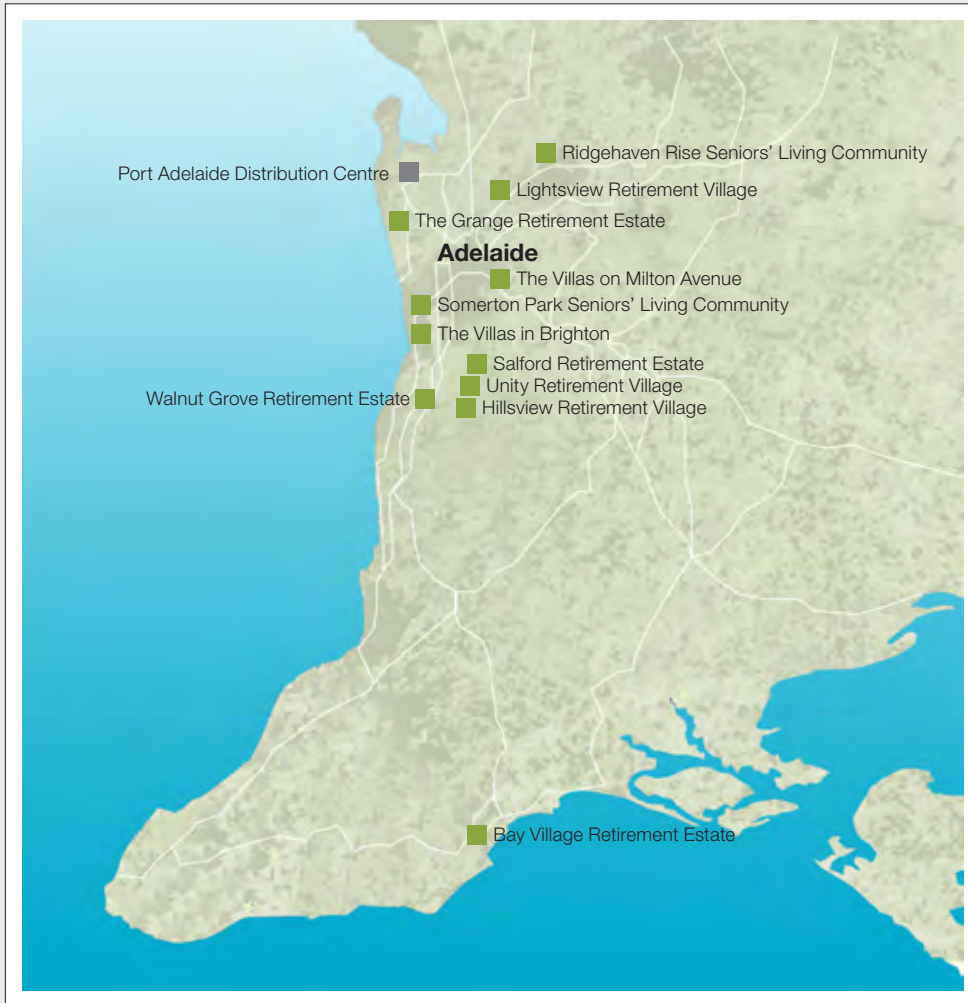 Ridgehaven Rise Seniors’ Living Community
Port Adelaide Distribution Centre
Lightsview Retirement Village
The Grange Retirement Estate
Adelaide
The Villas on Milton Avenue
Somerton Park Seniors’ Living Community
The Villas in Brighton
Salford Retirement Estate
Unity Retirement Village
Walnut Grove Retirement Estate
Hillsview Retirement Village
Bay Village Retirement Estate